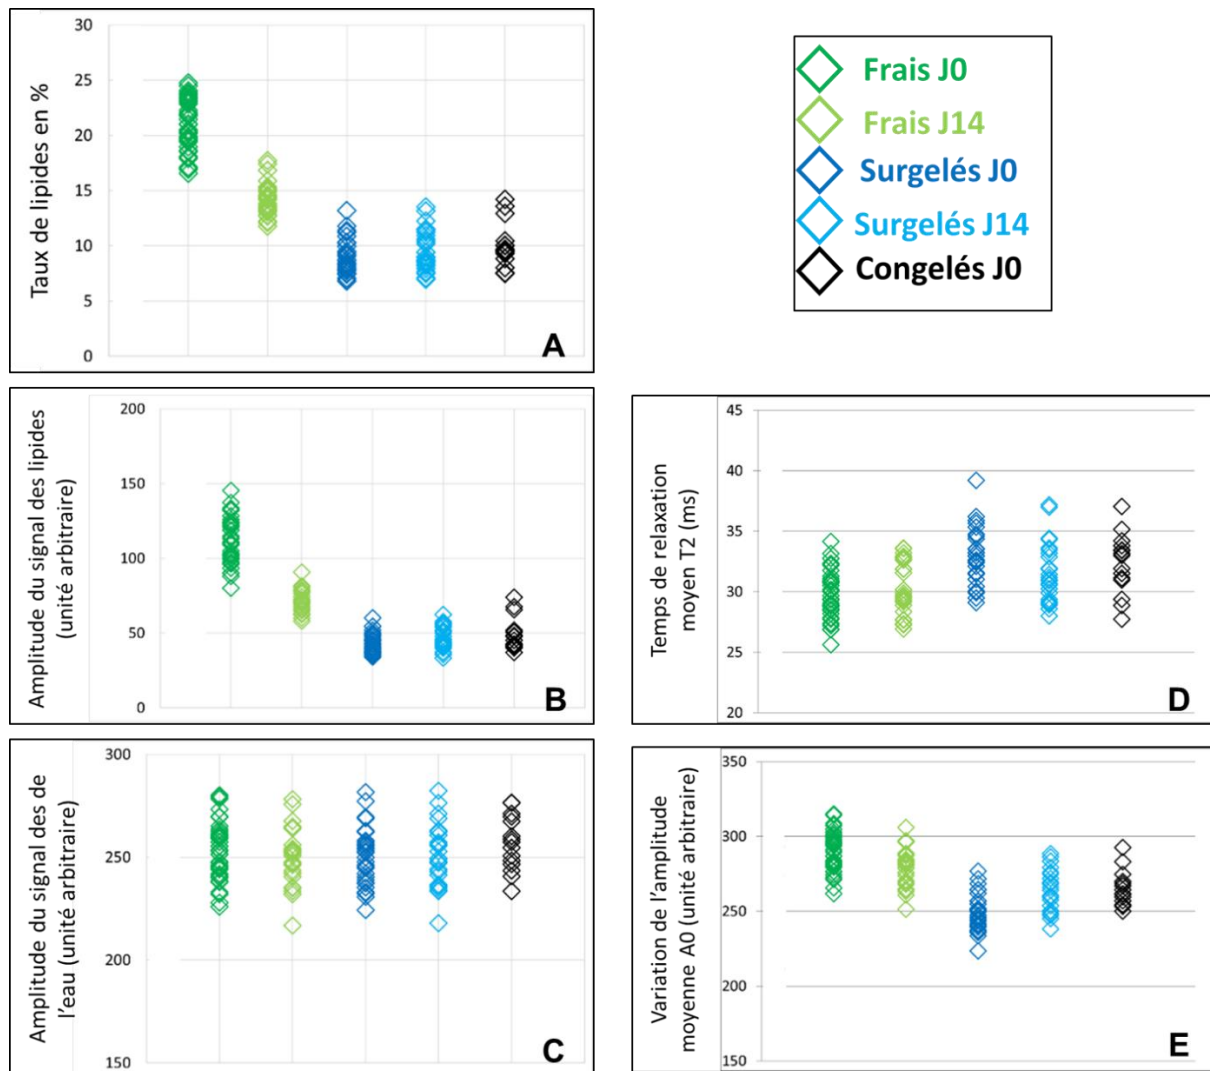 Taux de lipides en %
30
25
20
15
10
5
0
A
Frais J0
Frais J14
Surgelés J0
Surgelés J14
Congelés J0
Amplitude du signal des lipides
(unité arbitraire)
200
150
100
50
0
B
Temps de relaxation
moyen T2 (ms)
45
40
35
30
25
20
D
Amplitude du signal des de
l'eau (unité arbitraire)
300
250
200
150
C
Variation de l'amplitude
moyenne A0 (unité arbitraire)
350
300
250
200
150
E